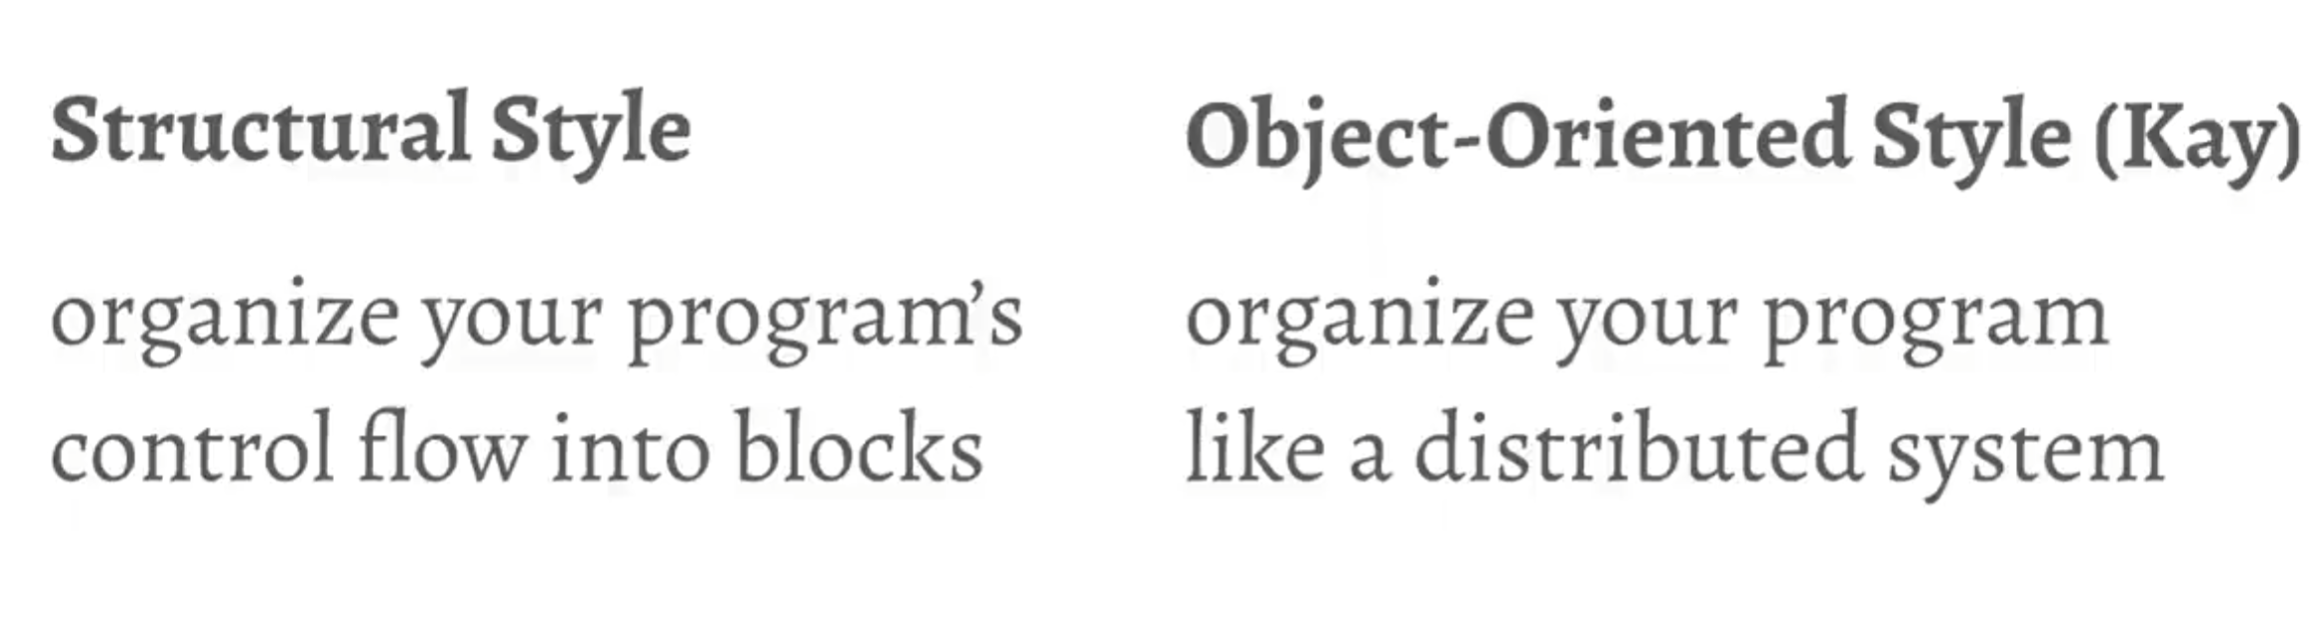 Structural Style
organize your program’s
control flow into blocks
Object-Oriented Style (Kay)
organize your program
like a distributed system